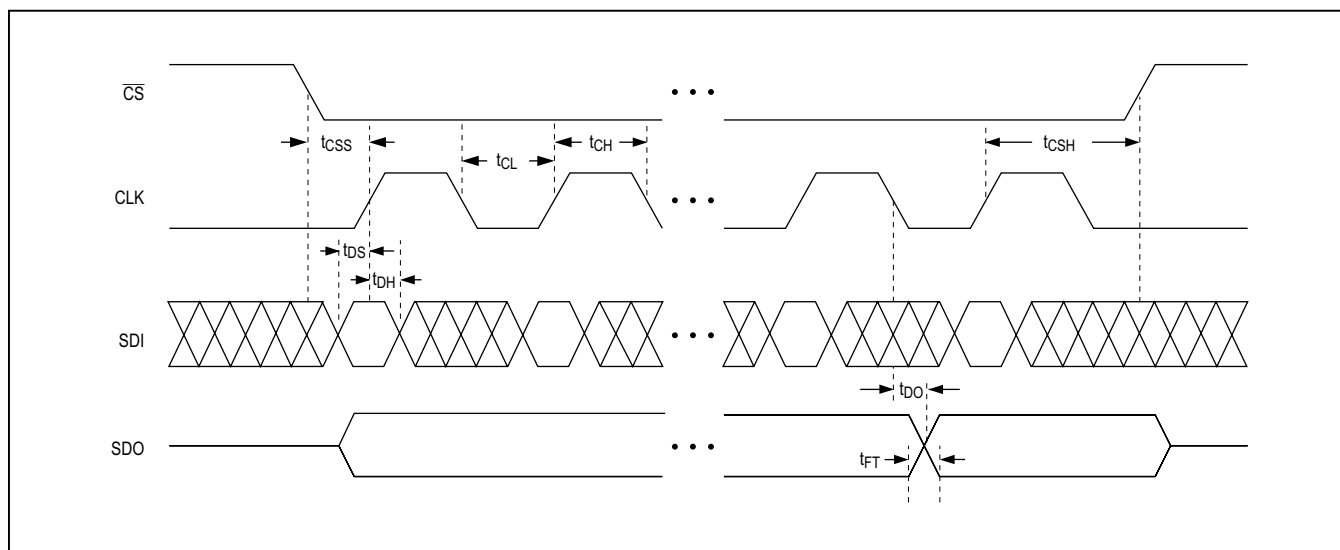 CS
tCSS
tCL
tCH
tCSH
CLK
tDS
tDH
SDI
tDO
SDO
tFT